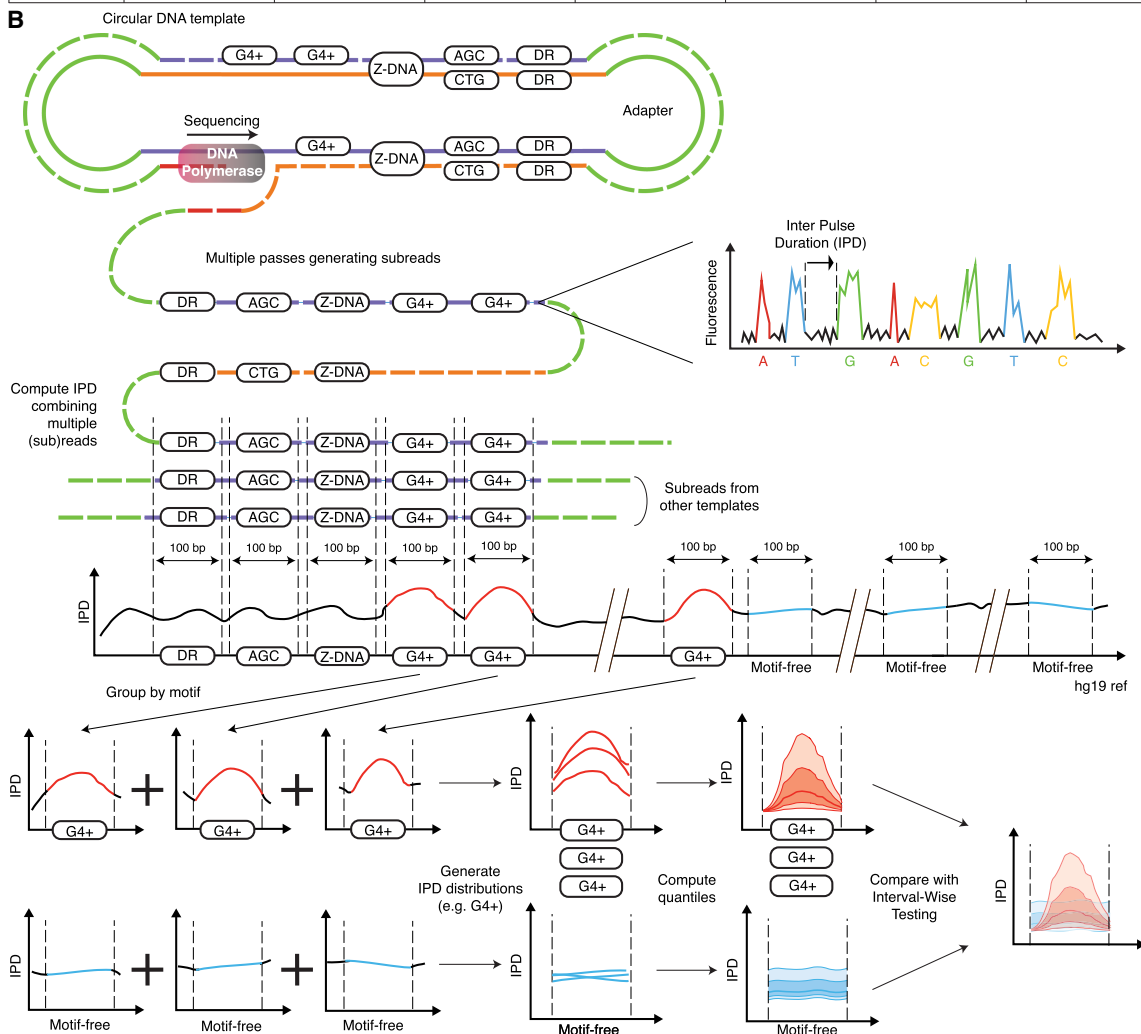 B
Circular DNA template
G4+ G4+ Z-DNA AGC DR
CTG DR
Adapter
Sequencing
DNA
Polymerase
G4+ Z-DNA AGC DR
CTG DR
Multiple passes generating subreads
Inter Pulse
Duration (IPD)
Fluorescence
A T G A C G T C
DR AGC Z-DNA G4+ G4+
DR CTG Z-DNA
Compute IPD
combining
multiple
(sub)reads
DR AGC Z-DNA G4+ G4+
DR AGC Z-DNA G4+ G4+
DR AGC Z-DNA G4+ G4+
Subreads from
other templates
100 bp 100 bp 100 bp 100 bp 100 bp 100 bp 100 bp 100 bp 100 bp
IPD
DR AGC Z-DNA G4+ G4+ G4+ Motif-free Motif-free Motif-free
hg19 ref
Group by motif
IPD IPD IPD
G4+ + G4+ + G4+ G4+ G4+
G4+ G4+
G4+ G4+
Generate
IPD distributions
(e.g. G4+)
Compute
quantiles
Compare with
Interval-Wise
Testing
IPD
IPD + + IPD IPD
Motif-free Motif-free Motif-free Motif-free Motif-free